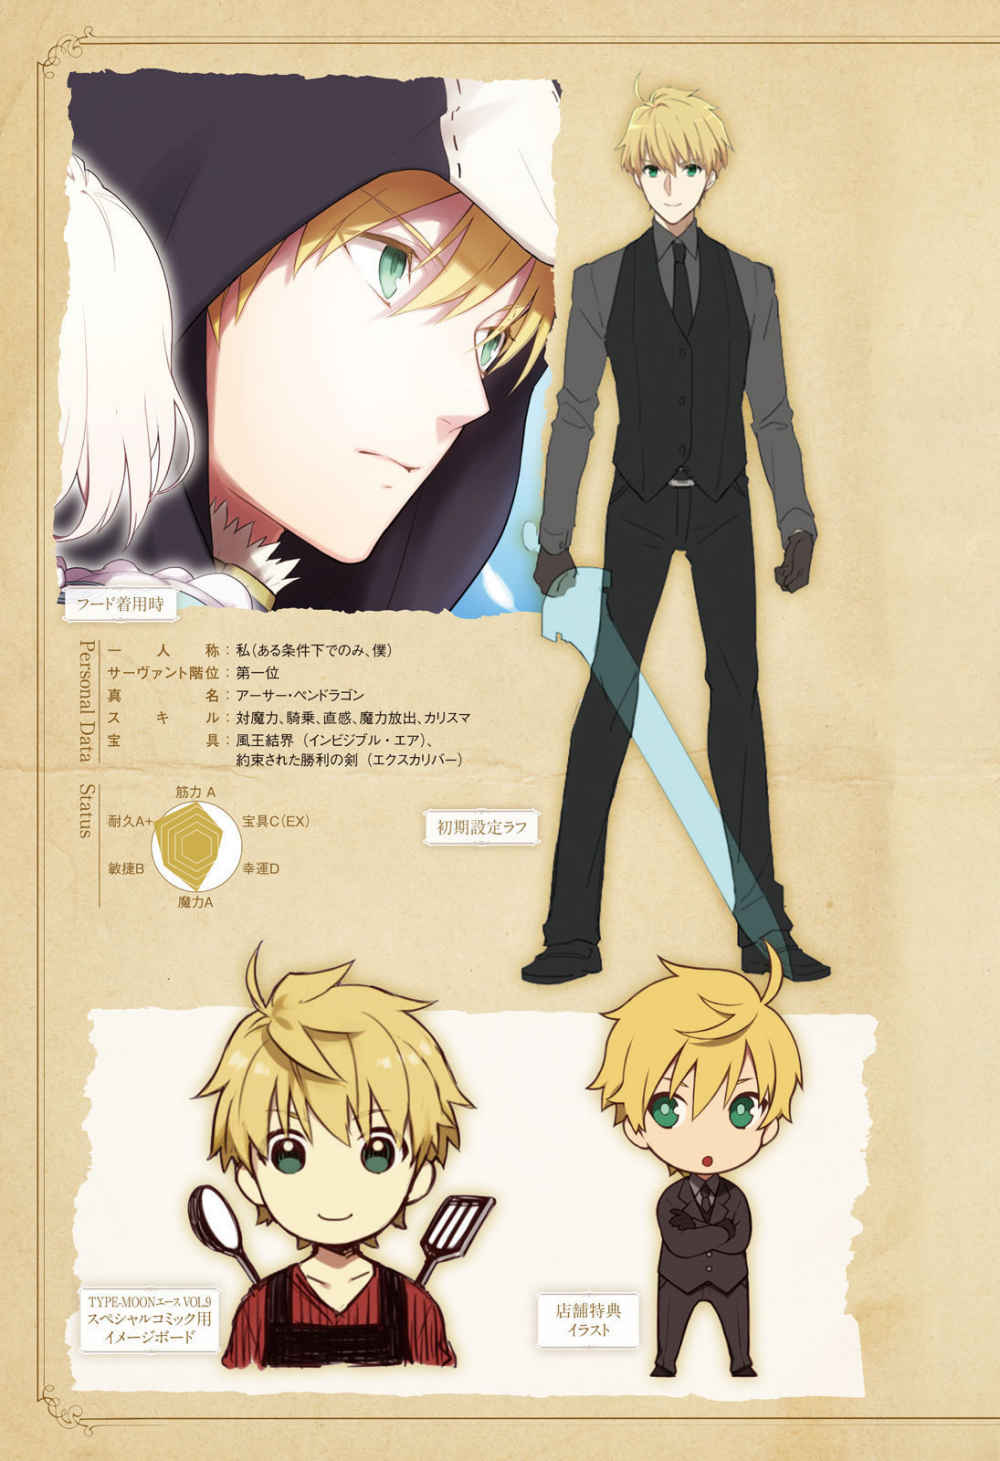 フード着用時
Personal Data
一人称：私（ある条件下でのみ、僕）
サーヴァント階位：第一位
真名：アーサー・ペンドラゴン
スキル：対魔力、騎乗、直感、魔力放出、カリスマ
宝具：風王結界（インビジブル・エア）、
約束された勝利の剣（エクスカリバー）
Status
筋力 A
耐久A+
宝具C（EX）
敏捷B
幸運D
魔力A
初期設定ラフ
TYPE-MOONエース VOL.9
スペシャルコミック用
イメージボード
店舗特典
イラスト